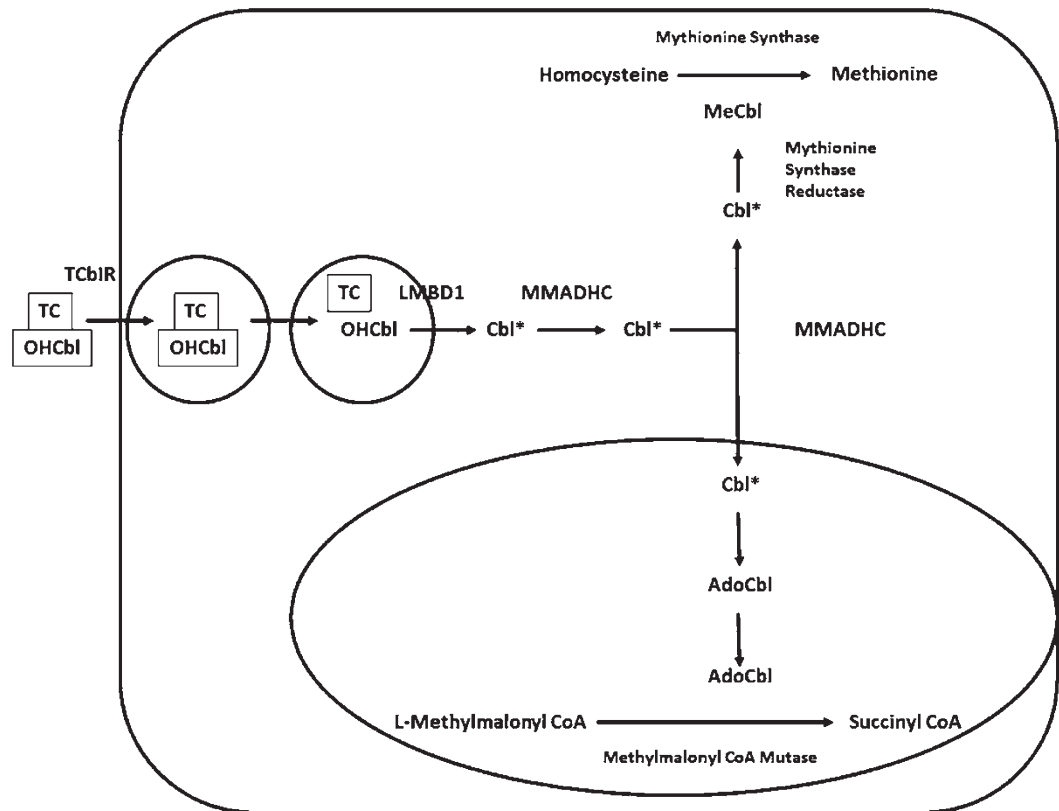 Mythionine Synthase
Homocysteine
Methionine
MeCbl
Mythionine
Synthase
Reductase
Cbl*
TCblR
TC
OHCbl
TC
OHCbl
TC
OHCbl
LMBD1
Cbl*
MMADHC
Cbl*
MMADHC
Cbl*
AdoCbl
AdoCbl
L-Methylmalonyl CoA
Succinyl CoA
Methylmalonyl CoA Mutase